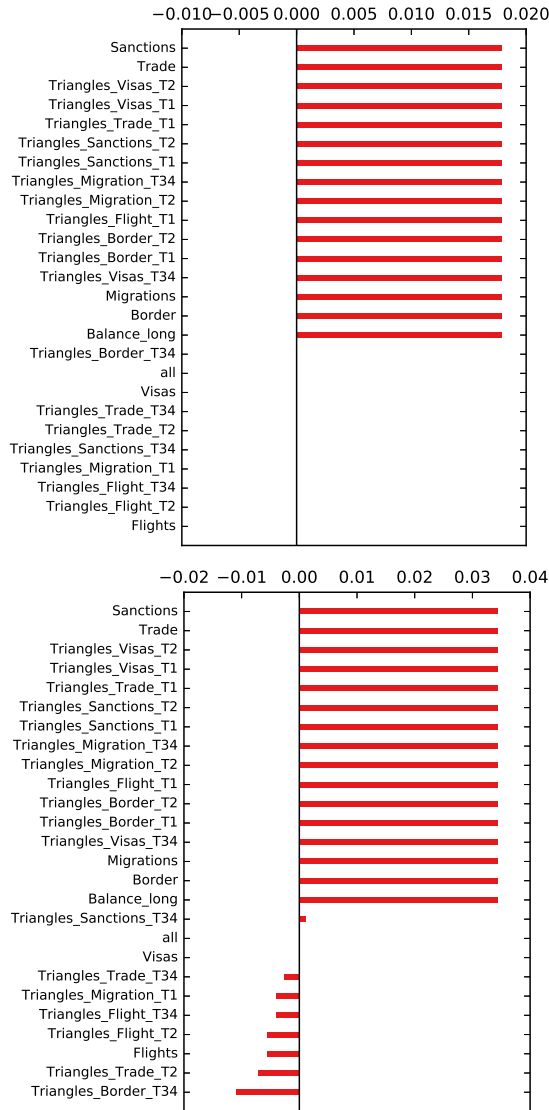 −0.010 −0.005 0.000 0.005 0.010 0.015 0.020
Sanctions
Trade
Triangles_Visas_T2
Triangles_Visas_T1
Triangles_Trade_T1
Triangles_Sanctions_T2
Triangles_Sanctions_T1
Triangles_Migration_T34
Triangles_Migration_T2
Triangles_Flight_T1
Triangles_Border_T2
Triangles_Border_T1
Triangles_Visas_T34
Migrations
Border
Balance_long
Triangles_Border_T34
all
Visas
Triangles_Trade_T34
Triangles_Trade_T2
Triangles_Sanctions_T34
Triangles_Migration_T1
Triangles_Flight_T34
Triangles_Flight_T2
Flights
−0.02 −0.01 0.00 0.01 0.02 0.03 0.04
Sanctions
Trade
Triangles_Visas_T2
Triangles_Visas_T1
Triangles_Trade_T1
Triangles_Sanctions_T2
Triangles_Sanctions_T1
Triangles_Migration_T34
Triangles_Migration_T2
Triangles_Flight_T1
Triangles_Border_T2
Triangles_Border_T1
Triangles_Visas_T34
Migrations
Border
Balance_long
Triangles_Sanctions_T34
all
Visas
Triangles_Trade_T34
Triangles_Migration_T1
Triangles_Flight_T34
Triangles_Flight_T2
Flights
Triangles_Trade_T2
Triangles_Border_T34